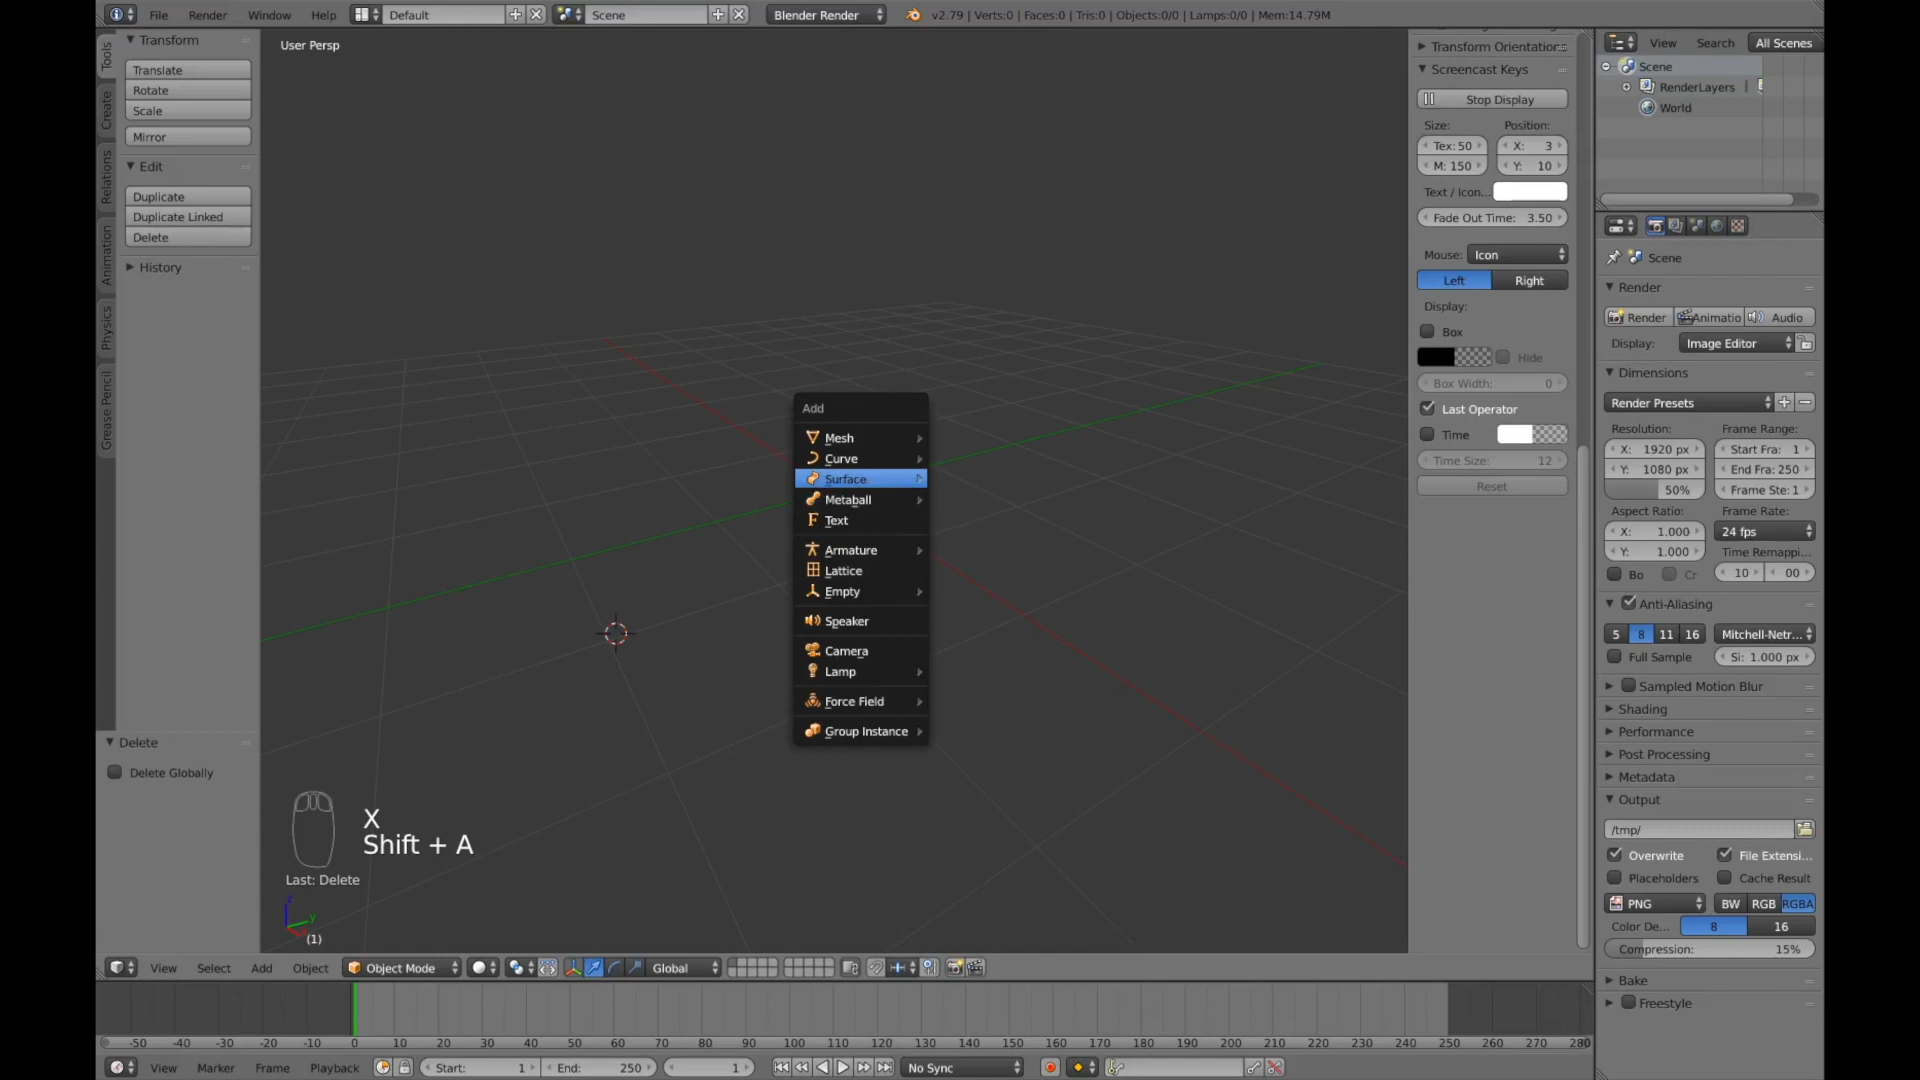 File Render Window Help Default Scene Blender Render v2.79 | Verts:0 | Faces:0 | Tris:0 | Objects:0/0 | Lamps:0/0 | Mem:14.79M
Tools
Create
Relations
Animation
Physics
Grease Pencil
Transform
Translate
Rotate
Scale
Mirror
Edit
Duplicate
Duplicate Linked
Delete
History
Delete
Delete Globally
User Persp
Add
Mesh
Curve
Surface
Metaball
Text
Armature
Lattice
Empty
Speaker
Camera
Lamp
Force Field
Group Instance
X
Shift + A
Last: Delete
z
y
(1)
Transform Orientations
Screencast Keys
Stop Display
Size: Position:
Tex: 50 X: 3
M: 150 Y: 10
Text / Icon...
Fade Out Time: 3.50
Mouse: Icon
Left Right
Display:
Box
Hide
Box Width: 0
Last Operator
Time
Time Size: 12
Reset
View Search All Scenes
Scene
RenderLayers |
World
Scene
Render
Render Animatio Audio
Display: Image Editor
Dimensions
Render Presets
Resolution: Frame Range:
X: 1920 px Start Fra: 1
Y: 1080 px End Fra: 250
50% Frame Ste: 1
Aspect Ratio: Frame Rate:
X: 1.000 24 fps
Y: 1.000 Time Remappi...
Bo Cr 10 00
Anti-Aliasing
5 8 11 16 Mitchell-Netr...
Full Sample Si: 1.000 px
Sampled Motion Blur
Shading
Performance
Post Processing
Metadata
Output
/tmp/
Overwrite File Extensi...
Placeholders Cache Result
PNG BW RGB RGBA
Color De... 8 16
Compression: 15%
Bake
Freestyle
View Select Add Object Object Mode Global
-50 -40 -30 -20 -10 0 10 20 30 40 50 60 70 80 90 100 110 120 130 140 150 160 170 180 190 200 210 220 230 240 250 260 270 280
View Marker Frame Playback Start: 1 End: 250 1 No Sync